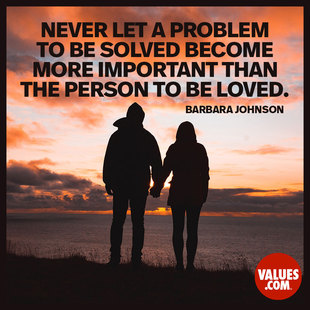 NEVER LET A PROBLEM
TO BE SOLVED BECOME
MORE IMPORTANT THAN
THE PERSON TO BE LOVED.
BARBARA JOHNSON
VALUES
.COM